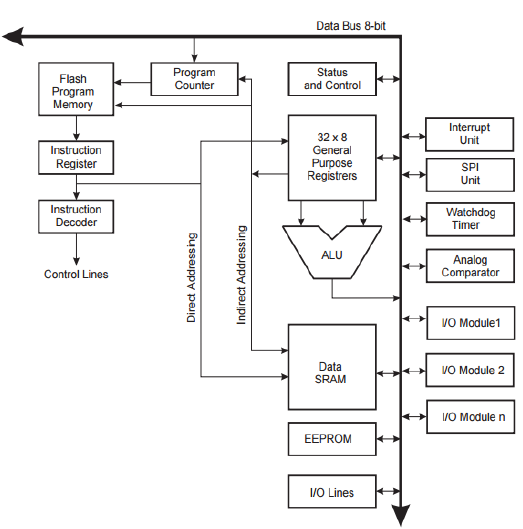 Data Bus 8-bit
Flash
Program
Memory
Program
Counter
Status
and Control
32 x 8
General
Purpose
Registrers
Interrupt
Unit
Instruction
Register
SPI
Unit
Instruction
Decoder
Watchdog
Timer
ALU
Control Lines
Direct Addressing
Indirect Addressing
Analog
Comparator
I/O Module1
Data
SRAM
I/O Module 2
I/O Module n
EEPROM
I/O Lines